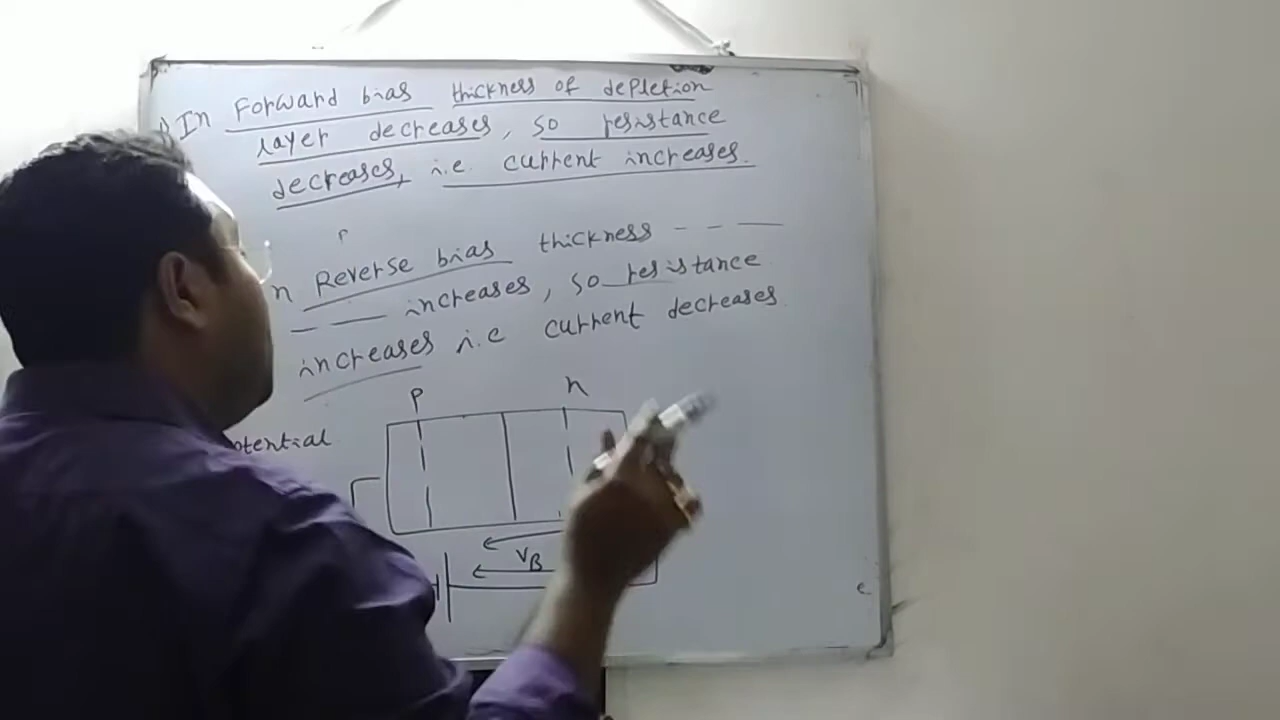 In Forward bias thickness of depletion
layer decreases, so resistance
decreases, i.e. current increases.
P
n Reverse bias thickness - - —
— — increases, so resistance
increases i.e current decreases
P n
otential
V_B